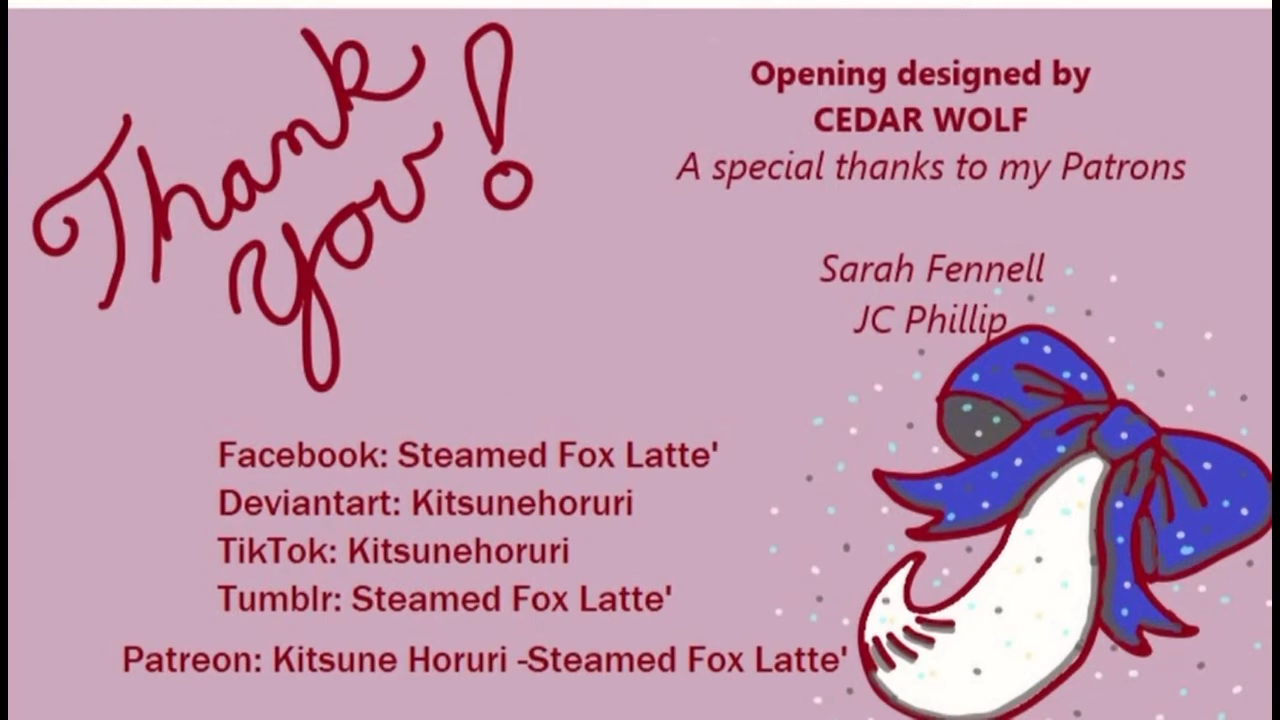 Thank
you!
Opening designed by
CEDAR WOLF
A special thanks to my Patrons
Sarah Fennell
JC Phillip
Facebook: Steamed Fox Latte'
Deviantart: Kitsunehoruri
TikTok: Kitsunehoruri
Tumblr: Steamed Fox Latte'
Patreon: Kitsune Horuri -Steamed Fox Latte'